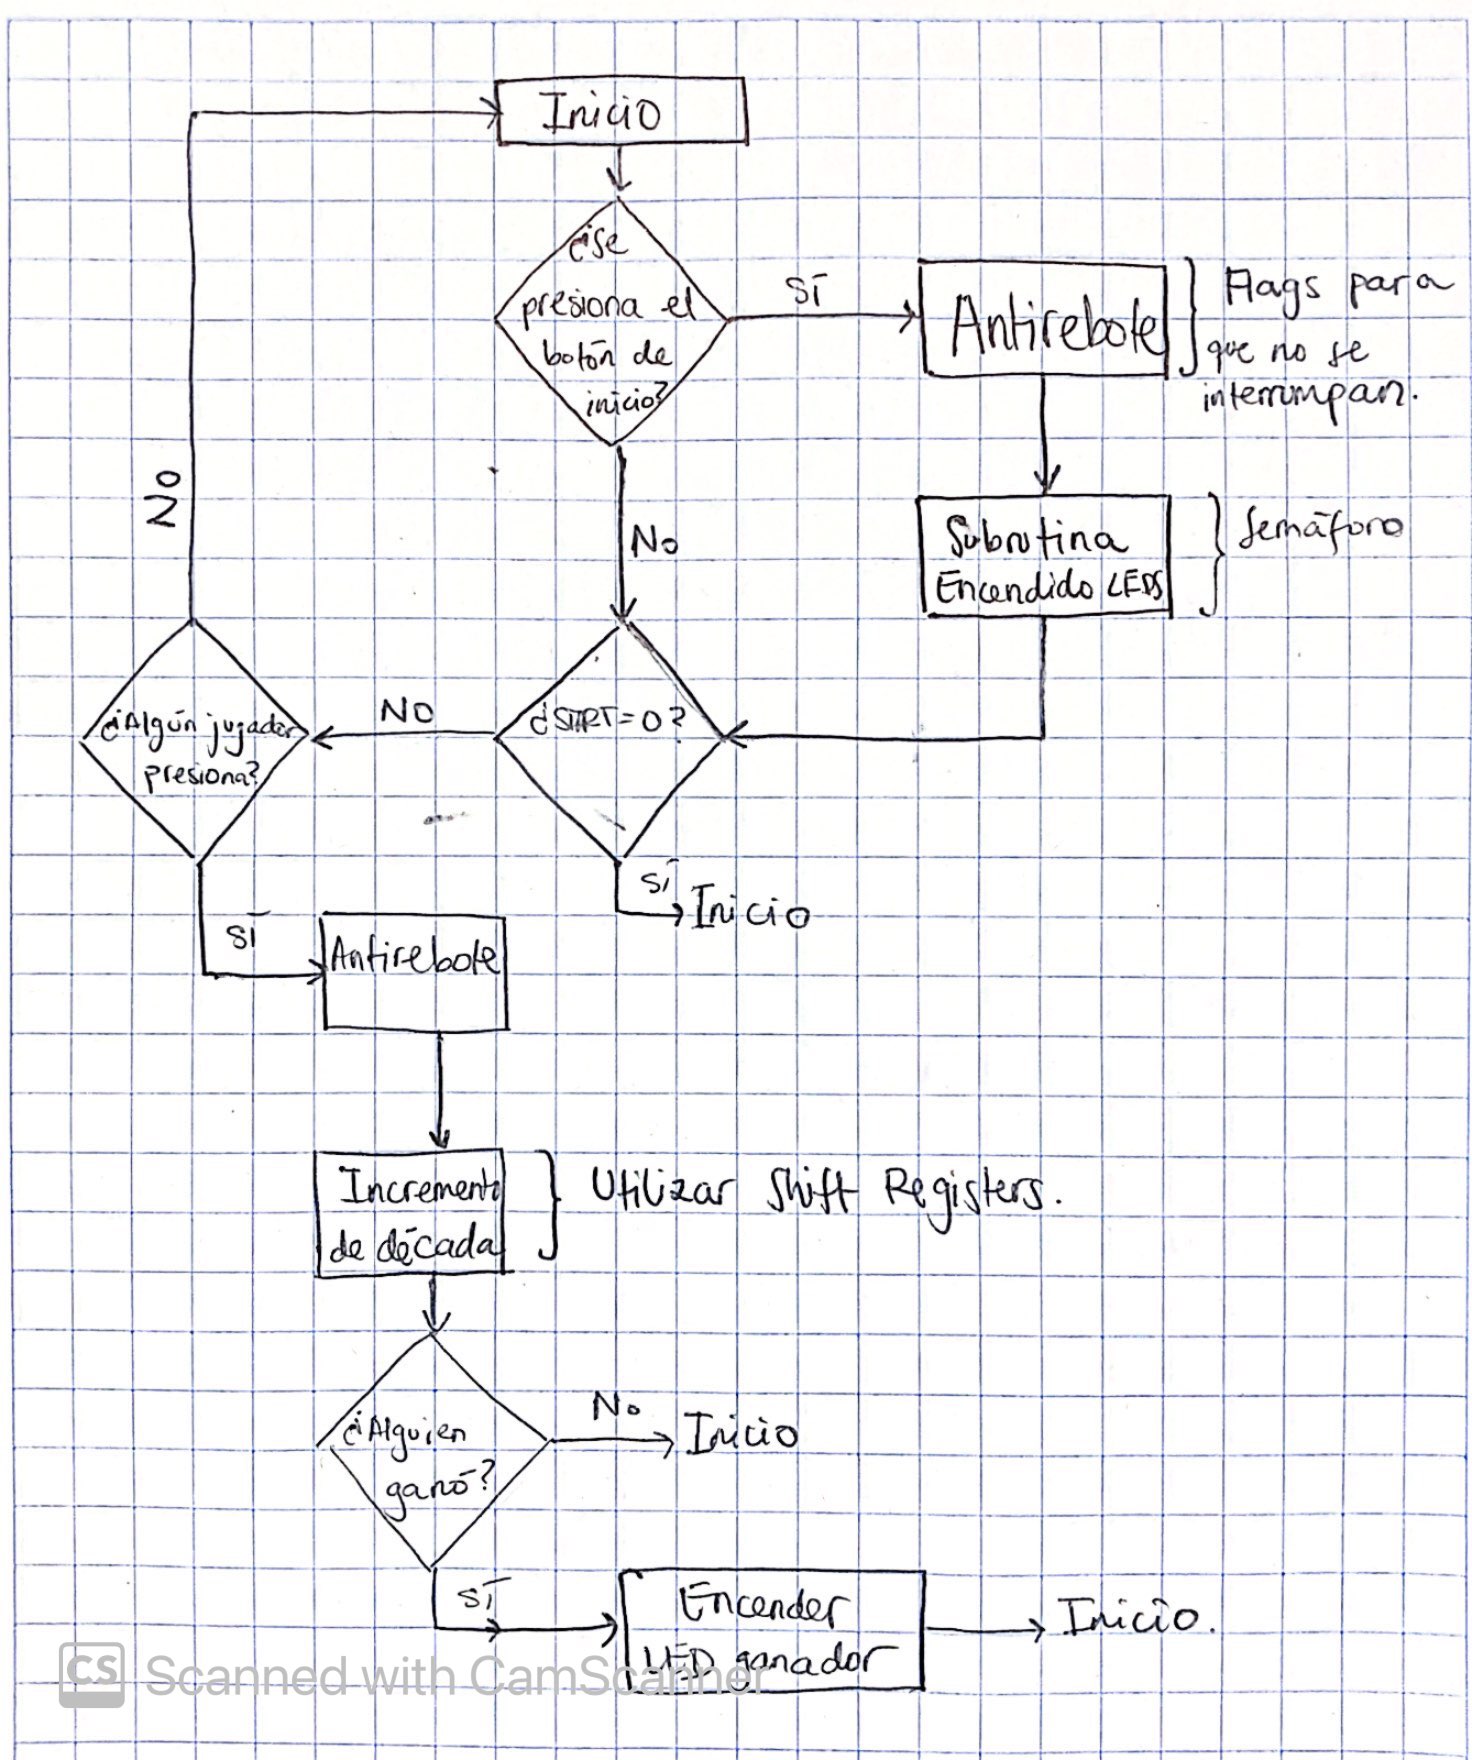 Inicio
¿Se
presiona el
botón de
inicio?
SÍ
Antirebote
Flags para
que no se
interrumpan.
No
Subrutina
Encendido LEDS
Semáforo
No
¿START=0?
NO
¿Algún jugador
presiona?
SÍ
Inicio
SÍ
Antirebote
Incremento
de década
Utilizar Shift Registers.
¿Alguien
ganó?
No
Inicio
SÍ
Encender
LED ganador
Inicio.
CS Scanned with CamScanner